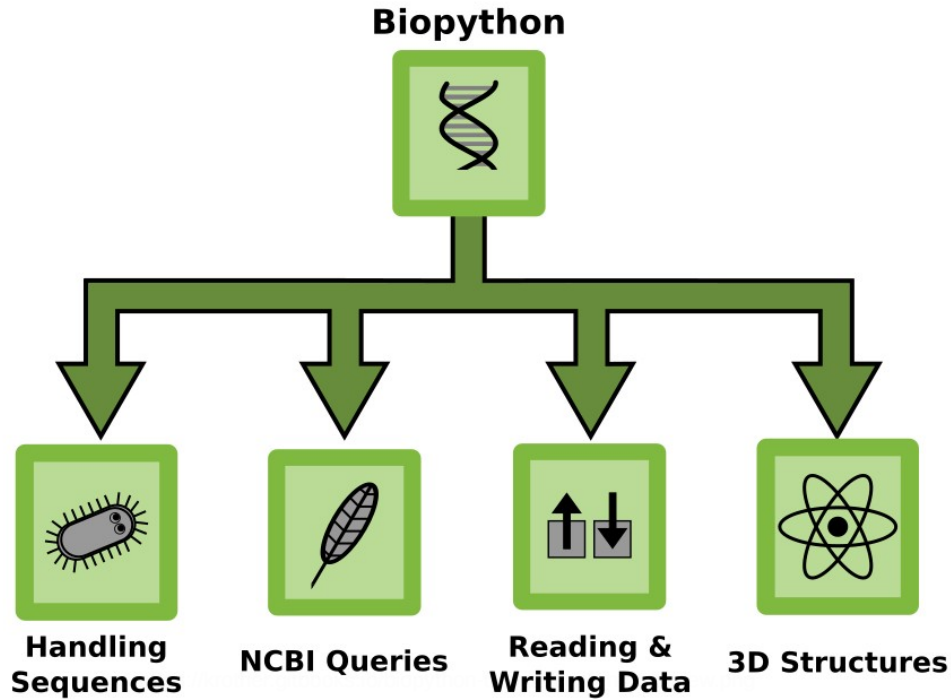 Biopython
Handling
Sequences
NCBI Queries
Reading &
Writing Data
3D Structures